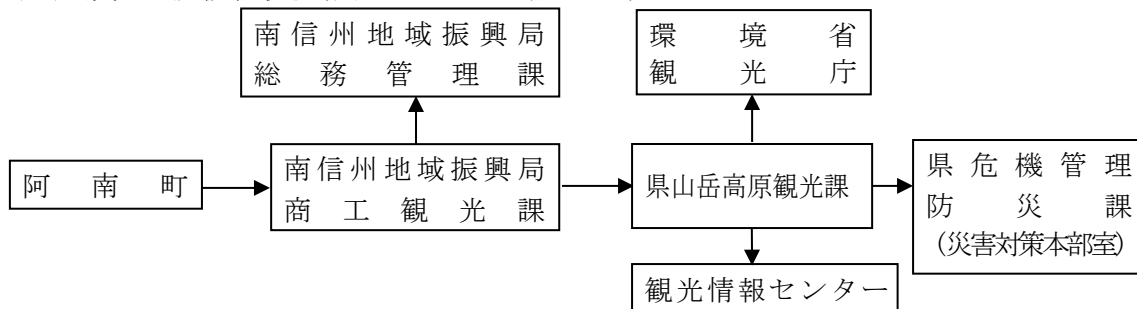 南信州地域振興局
総務管理課
環境省
観光庁
阿南町
南信州地域振興局
商工観光課
県山岳高原観光課
県危機管理
防災課
（災害対策本部室）
観光情報センター